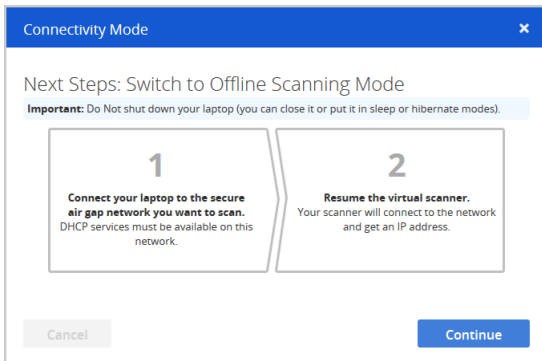 Connectivity Mode
×
Next Steps: Switch to Offline Scanning Mode
Important: Do Not shut down your laptop (you can close it or put it in sleep or hibernate modes).
1
Connect your laptop to the secure
air gap network you want to scan.
DHCP services must be available on this
network.
2
Resume the virtual scanner.
Your scanner will connect to the network
and get an IP address.
Cancel
Continue